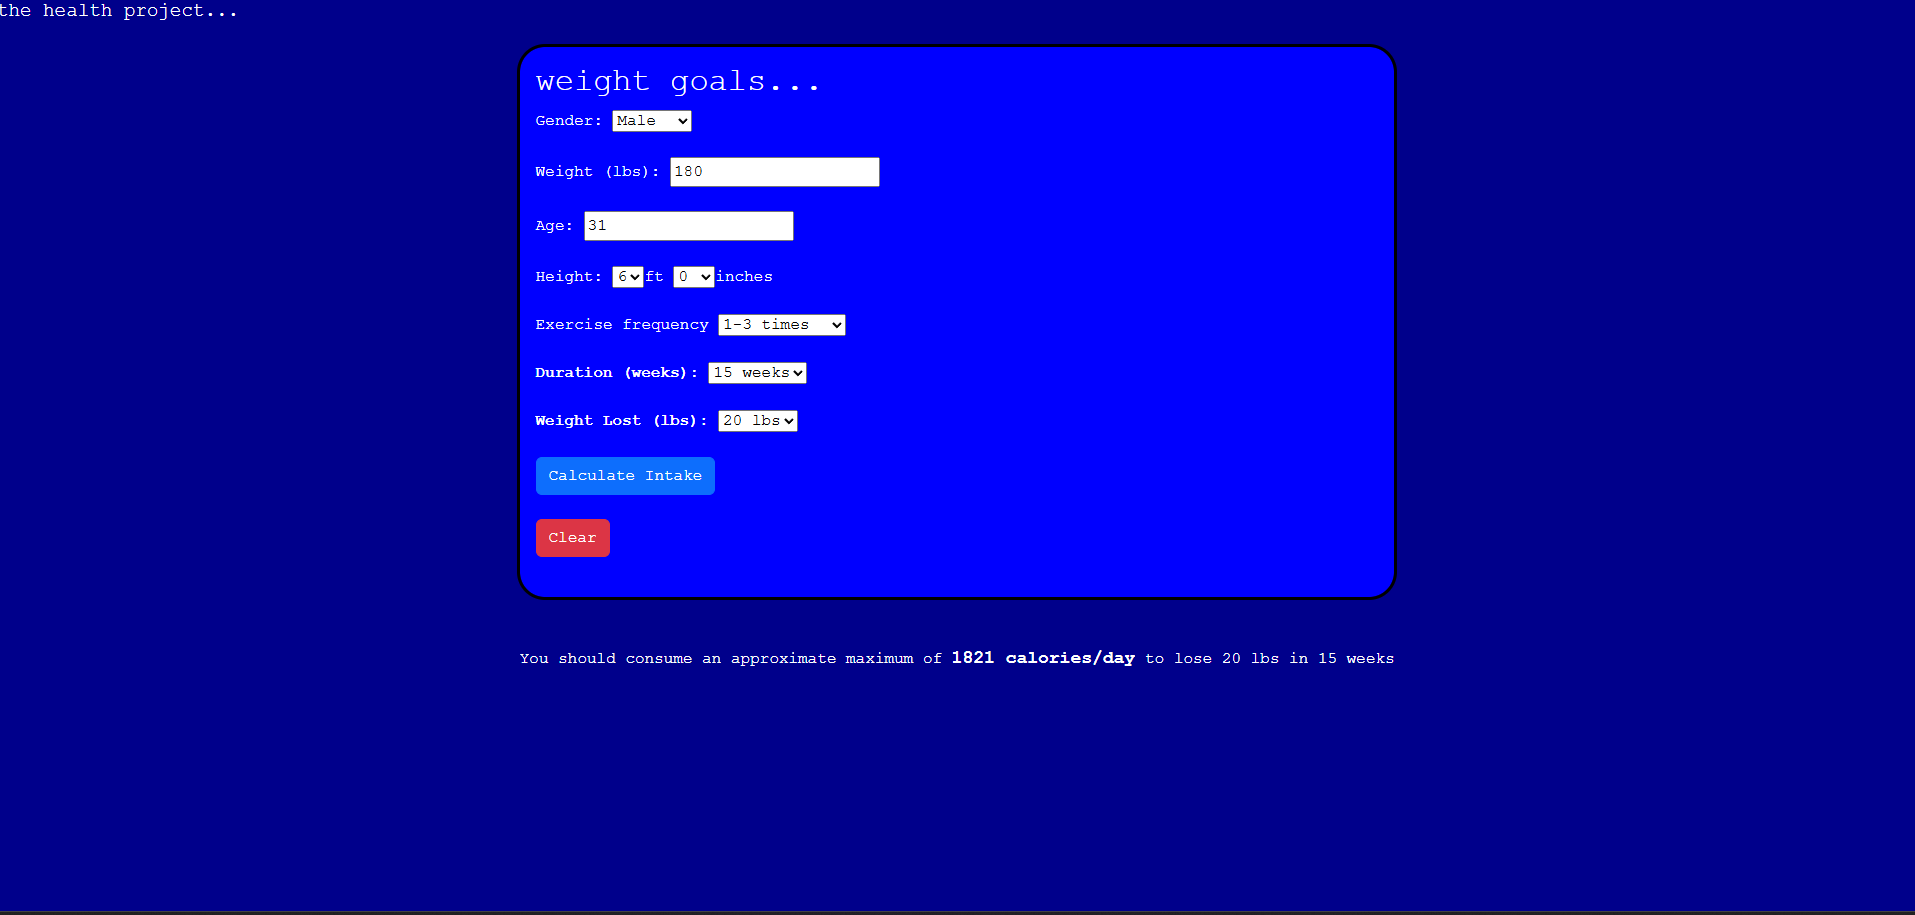 the health project...
weight goals...
Gender: Male
Weight (lbs): 180
Age: 31
Height: 6 ft 0 inches
Exercise frequency 1-3 times
Duration (weeks): 15 weeks
Weight Lost (lbs): 20 lbs
Calculate Intake
Clear
You should consume an approximate maximum of 1821 calories/day to lose 20 lbs in 15 weeks